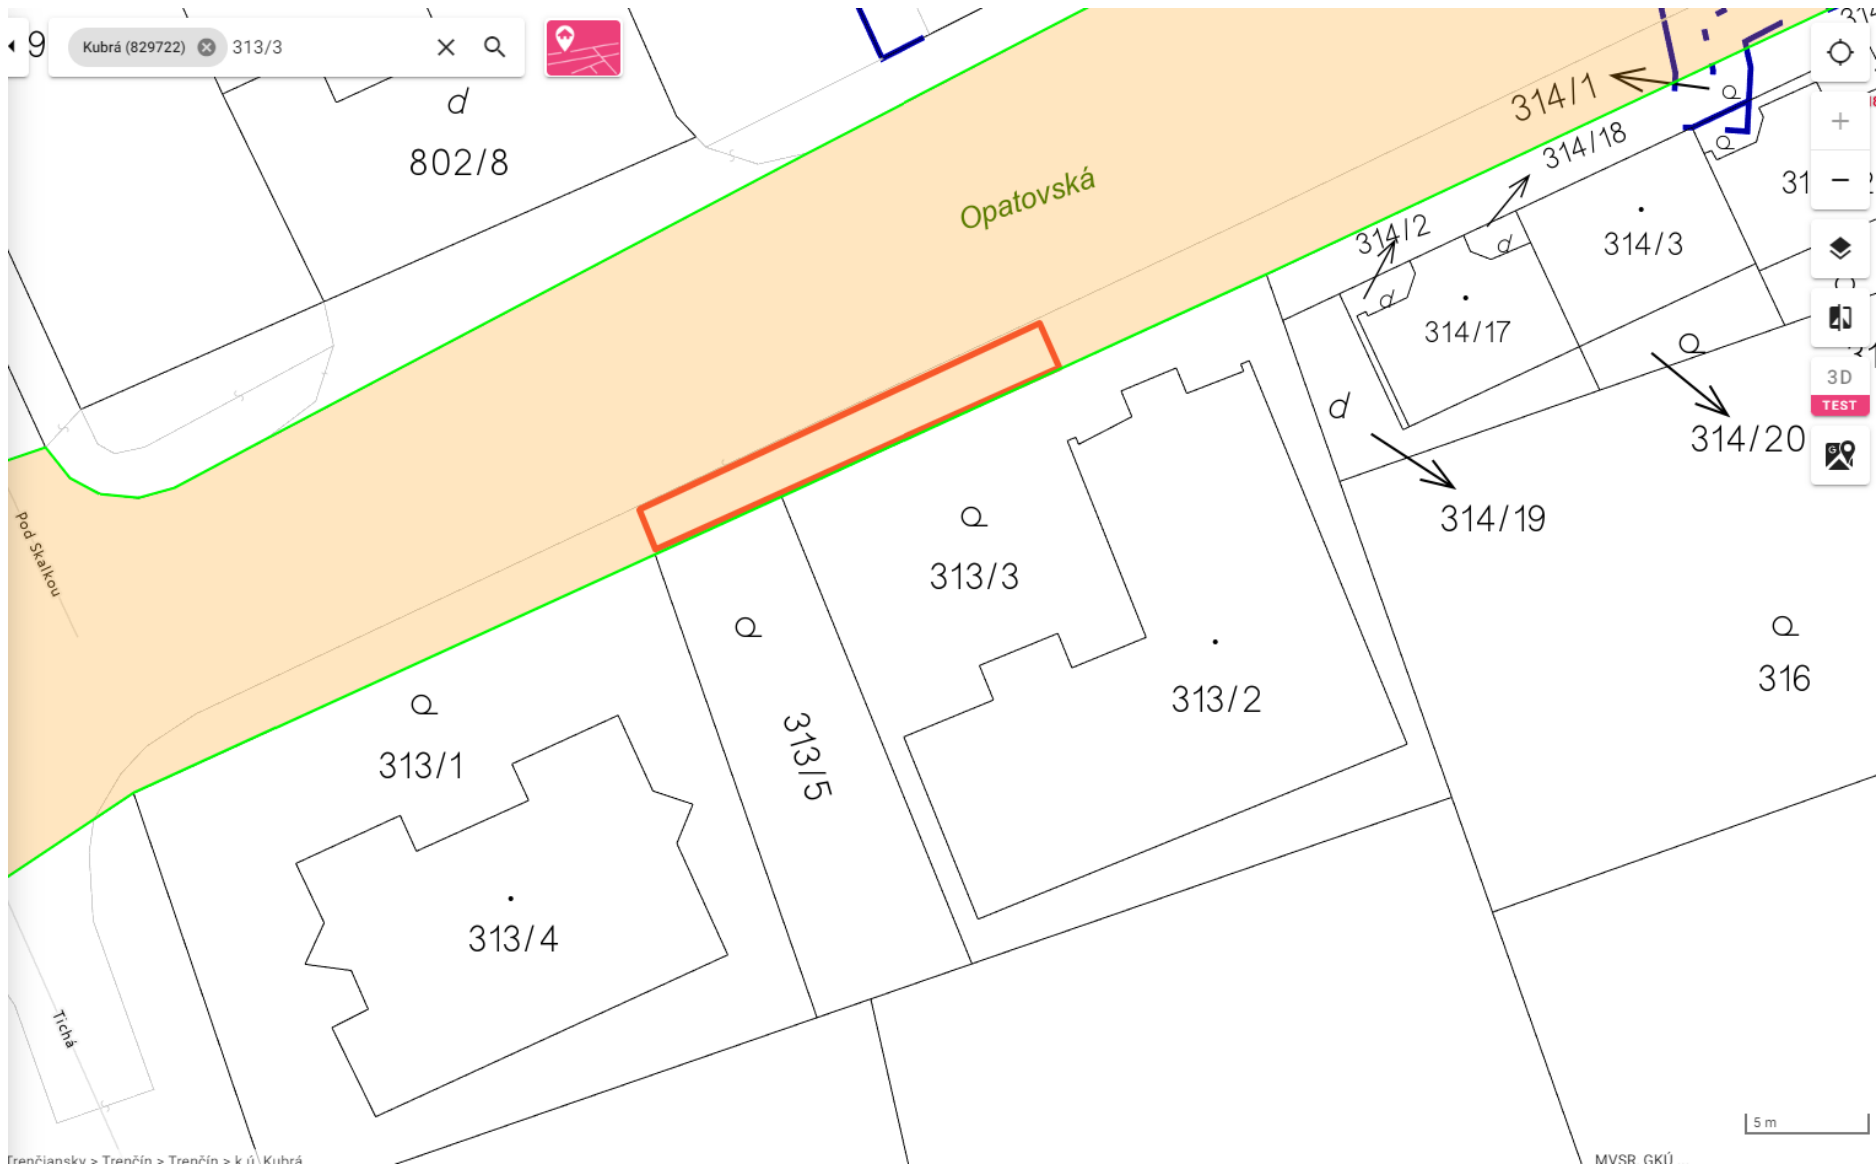 9
Kubrá (829722) 313/3
802/8
Opatovská
314/1
314/18
314/2
314/3
314/17
3D
TEST
314/20
314/19
Pod Skalkou
313/3
313/2
316
313/1
313/5
313/4
Tichá
5 m
Trenčiansky > Trenčín > Trenčín > k.ú. Kubrá
MVSR, GKÚ